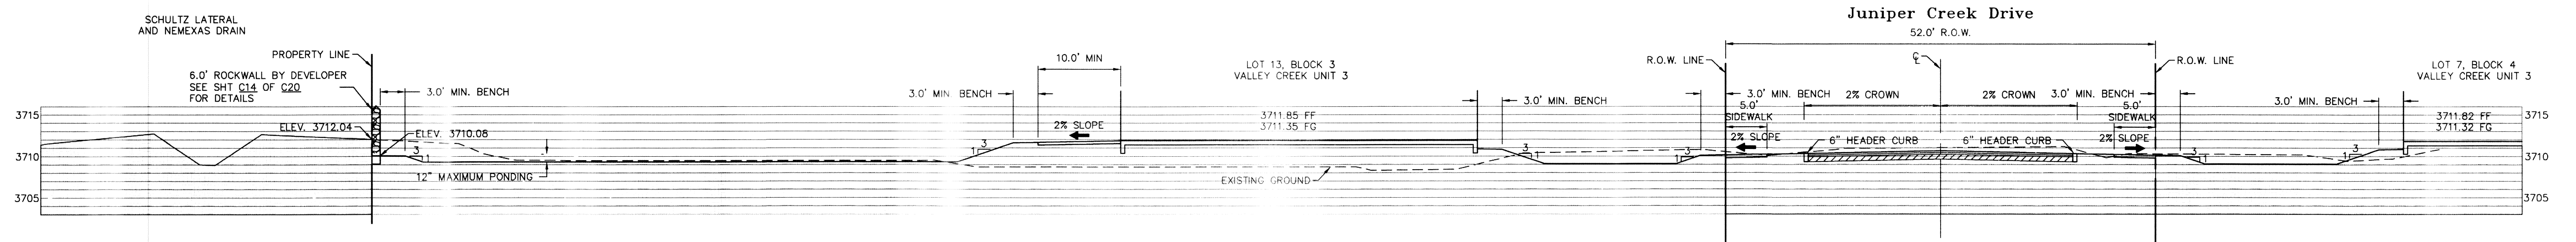 SCHULTZ LATERAL
AND NEMEXAS DRAIN
PROPERTY LINE
6.0' ROCKWALL BY DEVELOPER
SEE SHT C14 OF C20
FOR DETAILS
3.0' MIN. BENCH
ELEV. 3712.04
ELEV. 3710.08
3
1
12" MAXIMUM PONDING
3715
3710
3705
3.0' MIN BENCH
10.0' MIN
2% SLOPE
3
1
LOT 13, BLOCK 3
VALLEY CREEK UNIT 3
3711.85 FF
3711.35 FG
EXISTING GROUND
3.0' MIN. BENCH
3
1
Juniper Creek Drive
52.0' R.O.W.
R.O.W. LINE
℄
R.O.W. LINE
3.0' MIN. BENCH
2% CROWN
2% CROWN
3.0' MIN. BENCH
5.0'
SIDEWALK
5.0'
SIDEWALK
2% SLOPE
6" HEADER CURB
6" HEADER CURB
2% SLOPE
3
1
3
1
3.0' MIN. BENCH
3
1
LOT 7, BLOCK 4
VALLEY CREEK UNIT 3
3711.82 FF
3711.32 FG
3715
3710
3705